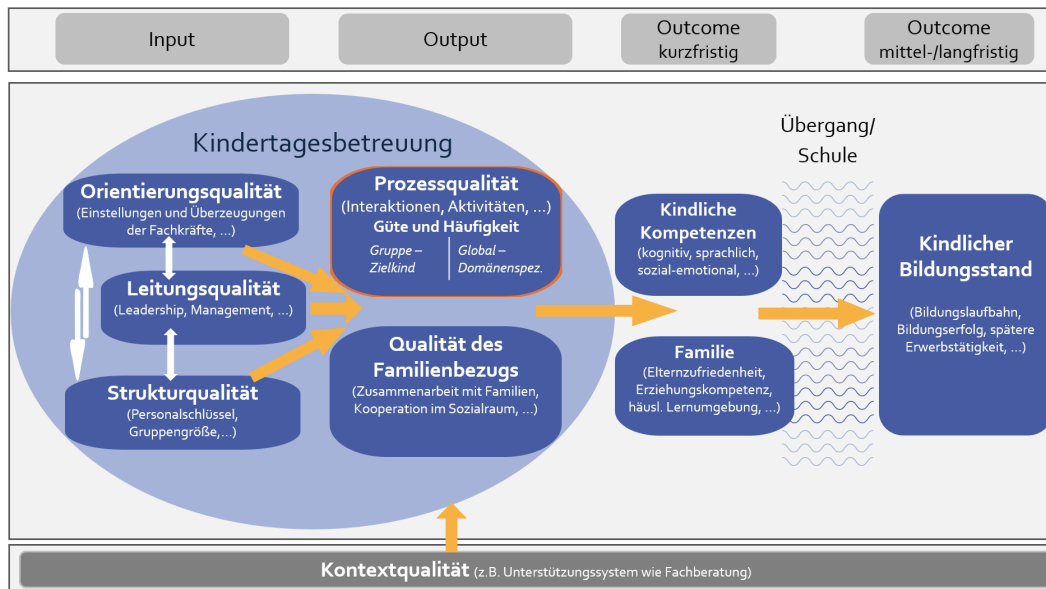 Input
Output
Outcome
kurzfristig
Outcome
mittel-/langfristig
Kindertagesbetreuung
Übergang/
Schule
Orientierungsqualität
(Einstellungen und Überzeugungen
der Fachkräfte, ...)
Leitungsqualität
(Leadership, Management, ...)
Strukturqualität
(Personalschlüssel,
Gruppengröße,...)
Prozessqualität
(Interaktionen, Aktivitäten, ...)
Güte und Häufigkeit
Gruppe –
Zielkind
Global –
Domänenspez.
Qualität des
Familienbezugs
(Zusammenarbeit mit Familien,
Kooperation im Sozialraum, ...)
Kindliche
Kompetenzen
(kognitiv, sprachlich,
sozial-emotional, ...)
Familie
(Elternzufriedenheit,
Erziehungskompetenz,
häusl. Lernumgebung, ...)
Kindlicher
Bildungsstand
(Bildungslaufbahn,
Bildungserfolg, spätere
Erwerbstätigkeit, ...)
Kontextqualität (z.B. Unterstützungssystem wie Fachberatung)